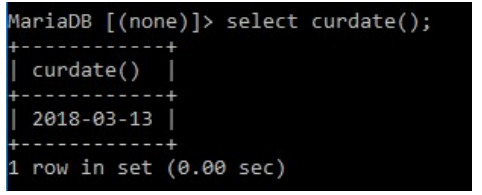 MariaDB [(none)]> select curdate();
+------------+
| curdate()  |
+------------+
| 2018-03-13 |
+------------+
1 row in set (0.00 sec)